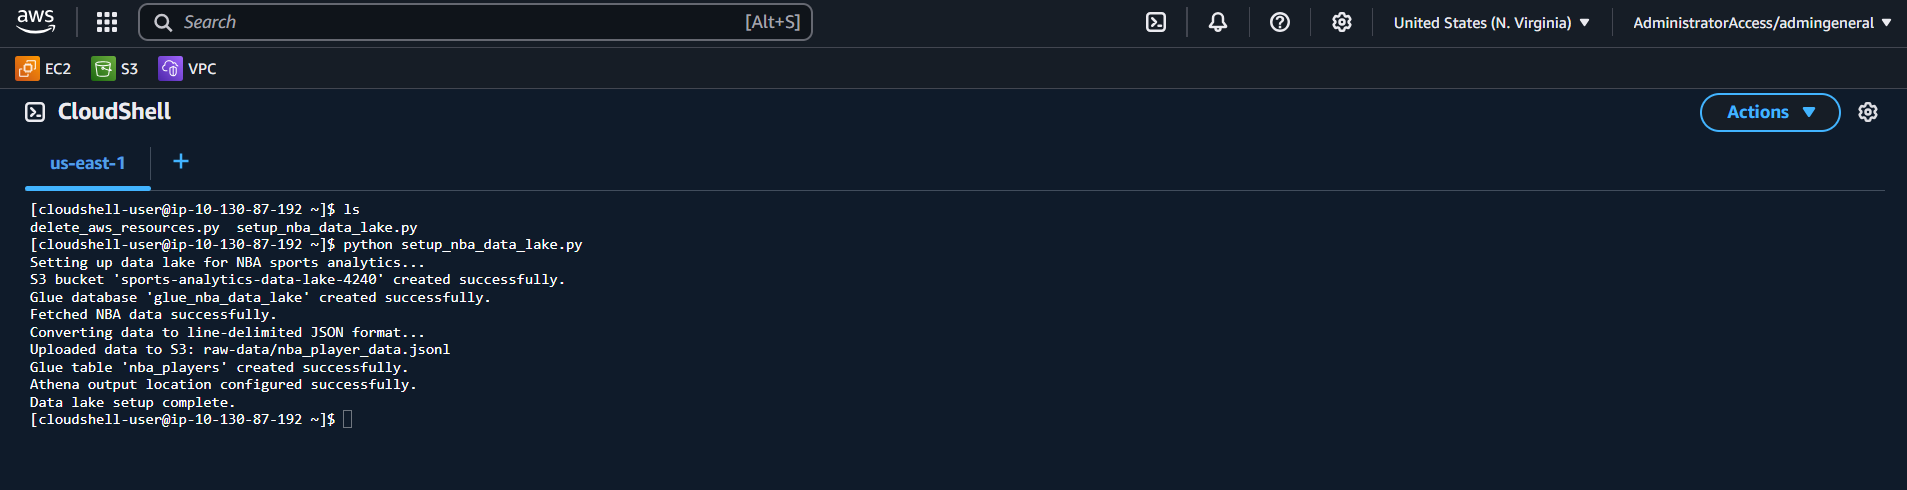 aws
Search [Alt+S]
United States (N. Virginia) AdministratorAccess/admingeneral
EC2 S3 VPC
CloudShell
Actions
us-east-1 +
[cloudshell-user@ip-10-130-87-192 ~]$ ls
delete_aws_resources.py  setup_nba_data_lake.py
[cloudshell-user@ip-10-130-87-192 ~]$ python setup_nba_data_lake.py
Setting up data lake for NBA sports analytics...
S3 bucket 'sports-analytics-data-lake-4240' created successfully.
Glue database 'glue_nba_data_lake' created successfully.
Fetched NBA data successfully.
Converting data to line-delimited JSON format...
Uploaded data to S3: raw-data/nba_player_data.jsonl
Glue table 'nba_players' created successfully.
Athena output location configured successfully.
Data lake setup complete.
[cloudshell-user@ip-10-130-87-192 ~]$